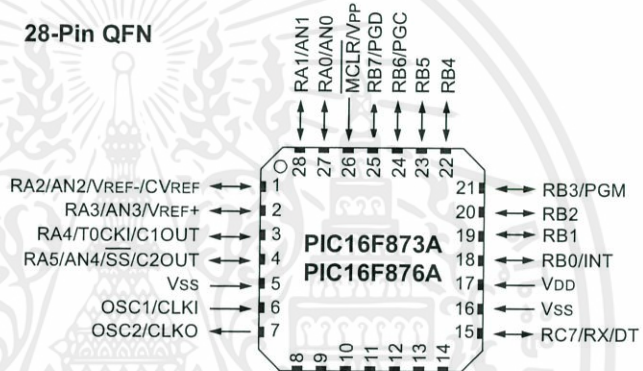 28-Pin QFN
RA1/AN1
RA0/AN0
MCLR/VPP
RB7/PGD
RB6/PGC
RB5
RB4
28 27 26 25 24 23 22
RA2/AN2/VREF-/CVREF 1
RA3/AN3/VREF+ 2
RA4/T0CKI/C1OUT 3
RA5/AN4/SS/C2OUT 4
VSS 5
OSC1/CLKI 6
OSC2/CLKO 7
PIC16F873A
PIC16F876A
21 RB3/PGM
20 RB2
19 RB1
18 RB0/INT
17 VDD
16 VSS
15 RC7/RX/DT
8 9 10 11 12 13 14